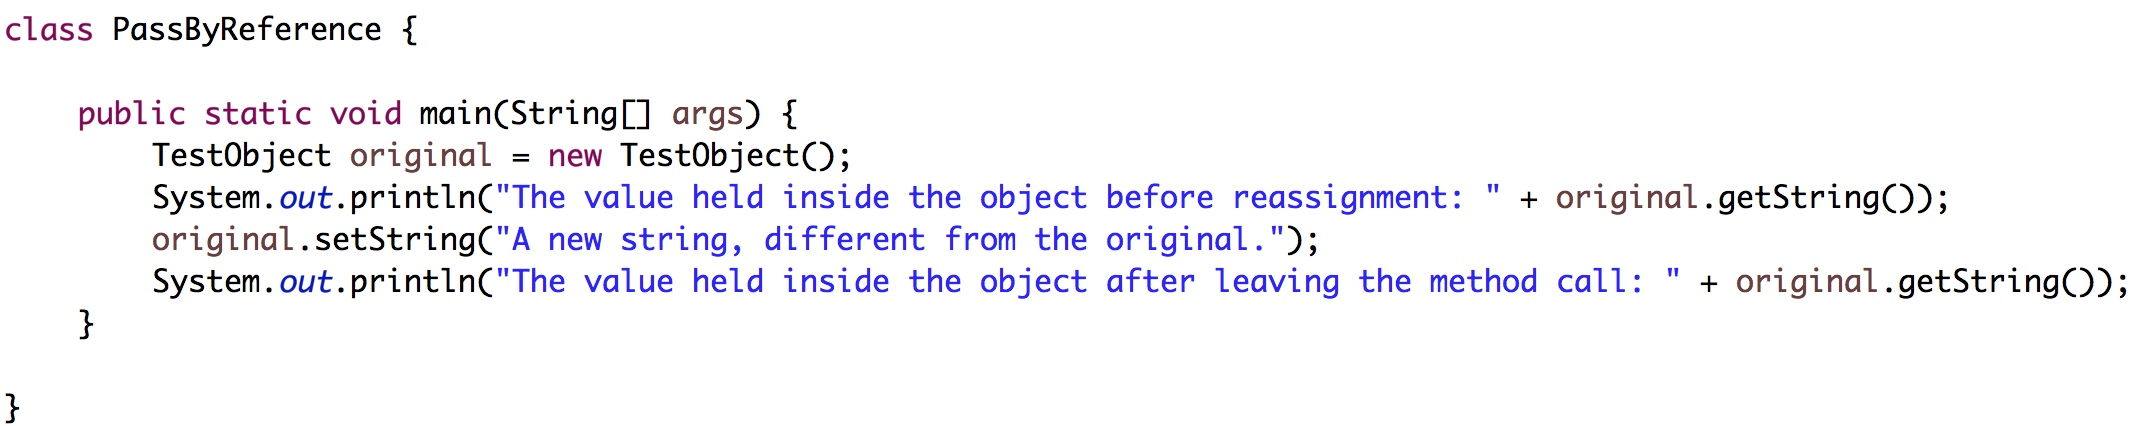 class PassByReference {
public static void main(String[] args) {
TestObject original = new TestObject();
System.out.println("The value held inside the object before reassignment: " + original.getString());
original.setString("A new string, different from the original.");
System.out.println("The value held inside the object after leaving the method call: " + original.getString());
}
}